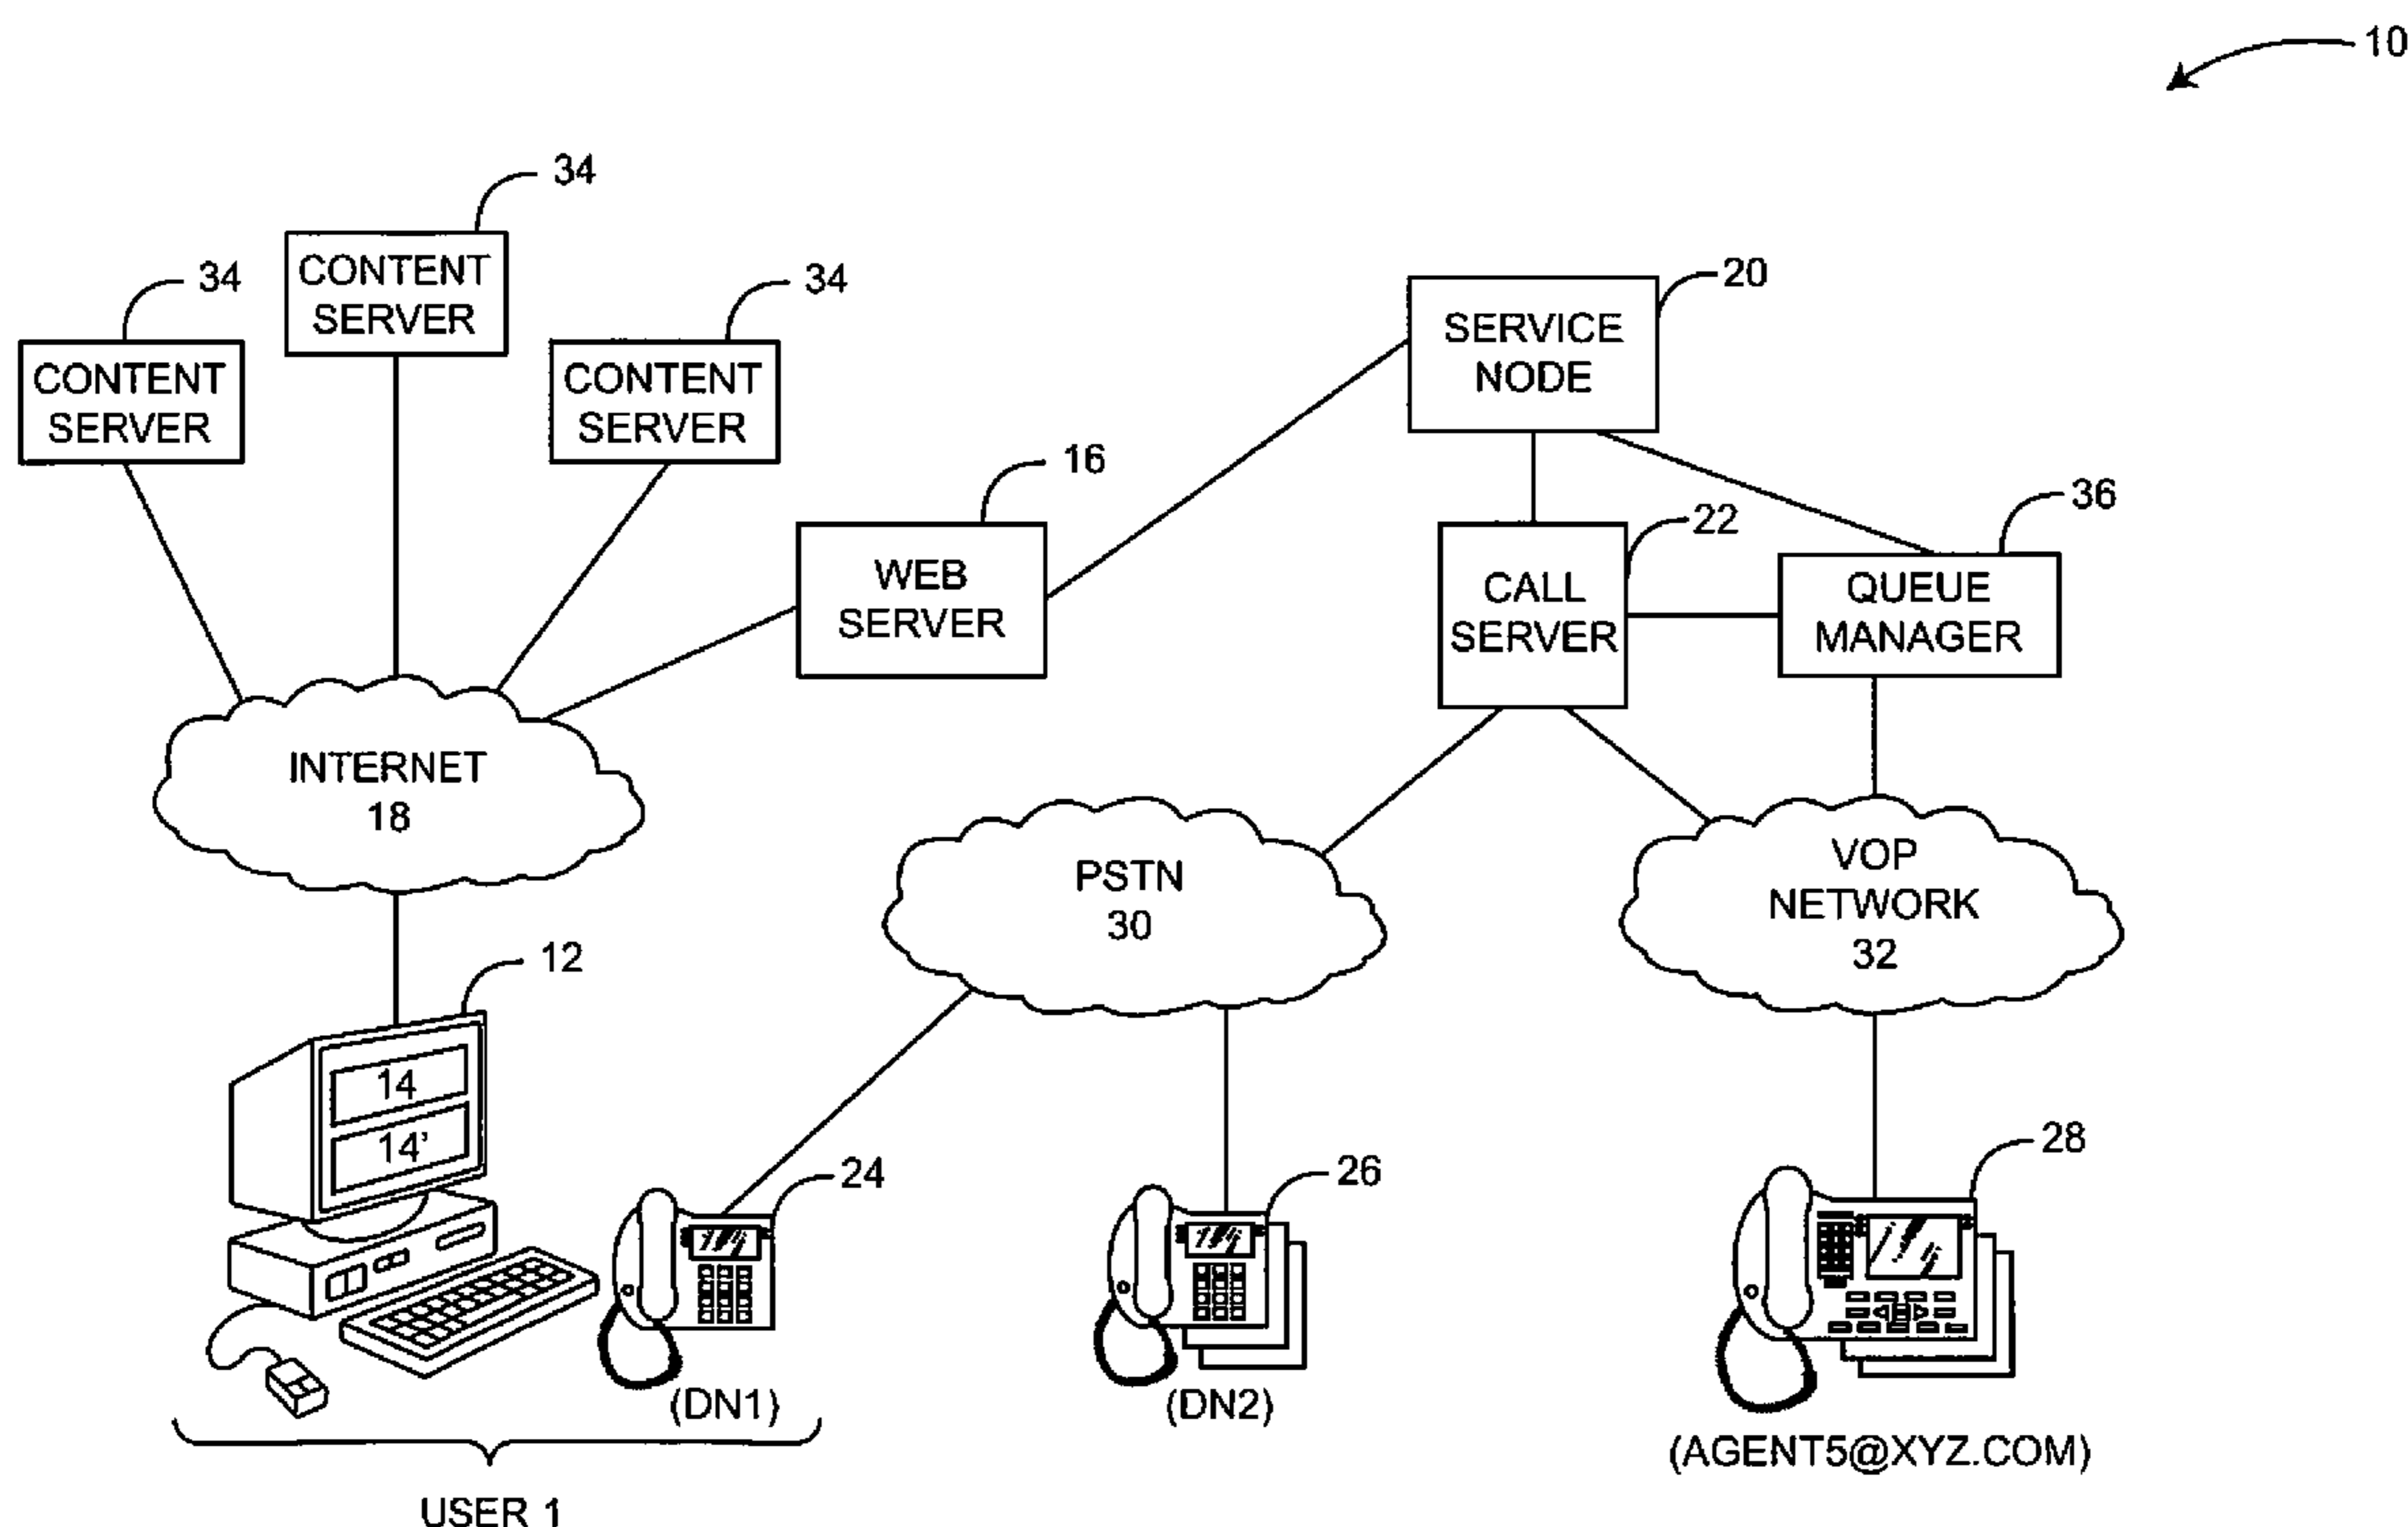 10
34
CONTENT
SERVER
34
CONTENT
SERVER
34
CONTENT
SERVER
20
SERVICE
NODE
16
WEB
SERVER
22
CALL
SERVER
36
QUEUE
MANAGER
INTERNET
18
PSTN
30
VOP
NETWORK
32
12
14
14'
24
(DN1)
USER 1
26
(DN2)
28
(AGENT5@XYZ.COM)